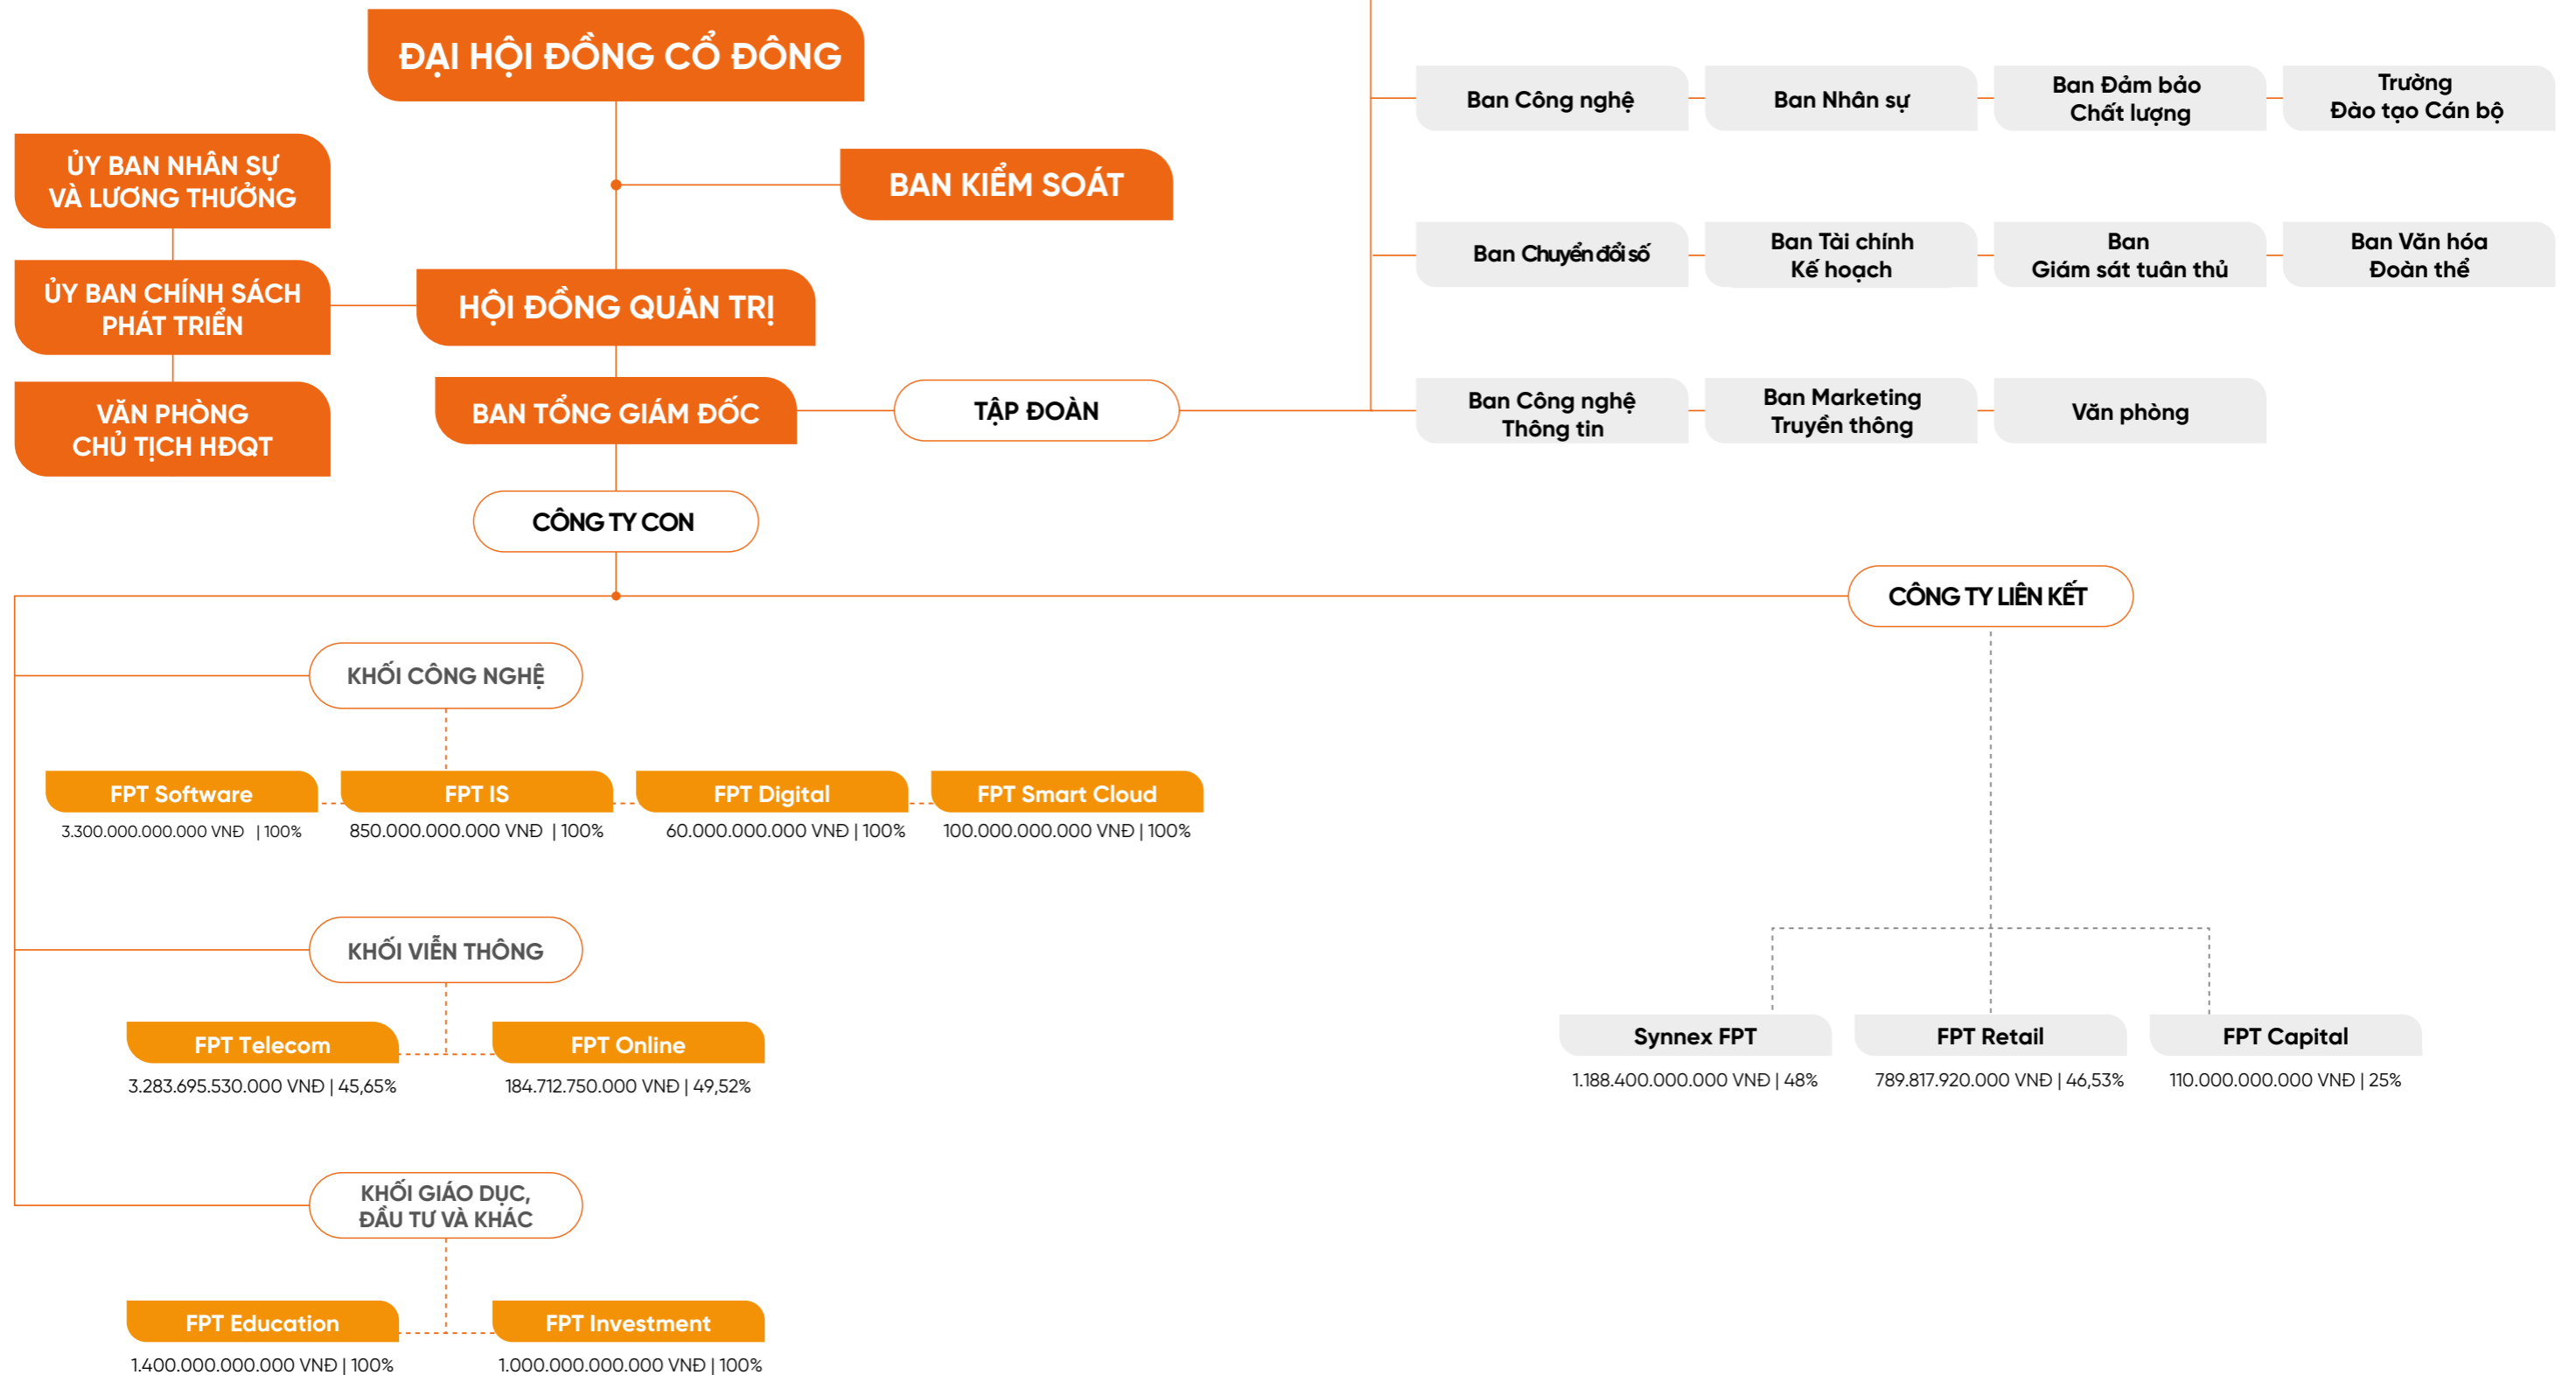 ĐẠI HỘI ĐỒNG CỔ ĐÔNG
ỦY BAN NHÂN SỰ
VÀ LƯƠNG THƯỞNG
BAN KIỂM SOÁT
ỦY BAN CHÍNH SÁCH
PHÁT TRIỂN
HỘI ĐỒNG QUẢN TRỊ
VĂN PHÒNG
CHỦ TỊCH HĐQT
BAN TỔNG GIÁM ĐỐC
TẬP ĐOÀN
Ban Công nghệ
Ban Nhân sự
Ban Đảm bảo
Chất lượng
Trường
Đào tạo Cán bộ
Ban Chuyển đổi số
Ban Tài chính
Kế hoạch
Ban
Giám sát tuân thủ
Ban Văn hóa
Đoàn thể
Ban Công nghệ
Thông tin
Ban Marketing
Truyền thông
Văn phòng
CÔNG TY CON
CÔNG TY LIÊN KẾT
KHỐI CÔNG NGHỆ
FPT Software
3.300.000.000.000 VNĐ | 100%
FPT IS
850.000.000.000 VNĐ | 100%
FPT Digital
60.000.000.000 VNĐ | 100%
FPT Smart Cloud
100.000.000.000 VNĐ | 100%
KHỐI VIỄN THÔNG
FPT Telecom
3.283.695.530.000 VNĐ | 45,65%
FPT Online
184.712.750.000 VNĐ | 49,52%
Synnex FPT
1.188.400.000.000 VNĐ | 48%
FPT Retail
789.817.920.000 VNĐ | 46,53%
FPT Capital
110.000.000.000 VNĐ | 25%
KHỐI GIÁO DỤC,
ĐẦU TƯ VÀ KHÁC
FPT Education
1.400.000.000.000 VNĐ | 100%
FPT Investment
1.000.000.000.000 VNĐ | 100%